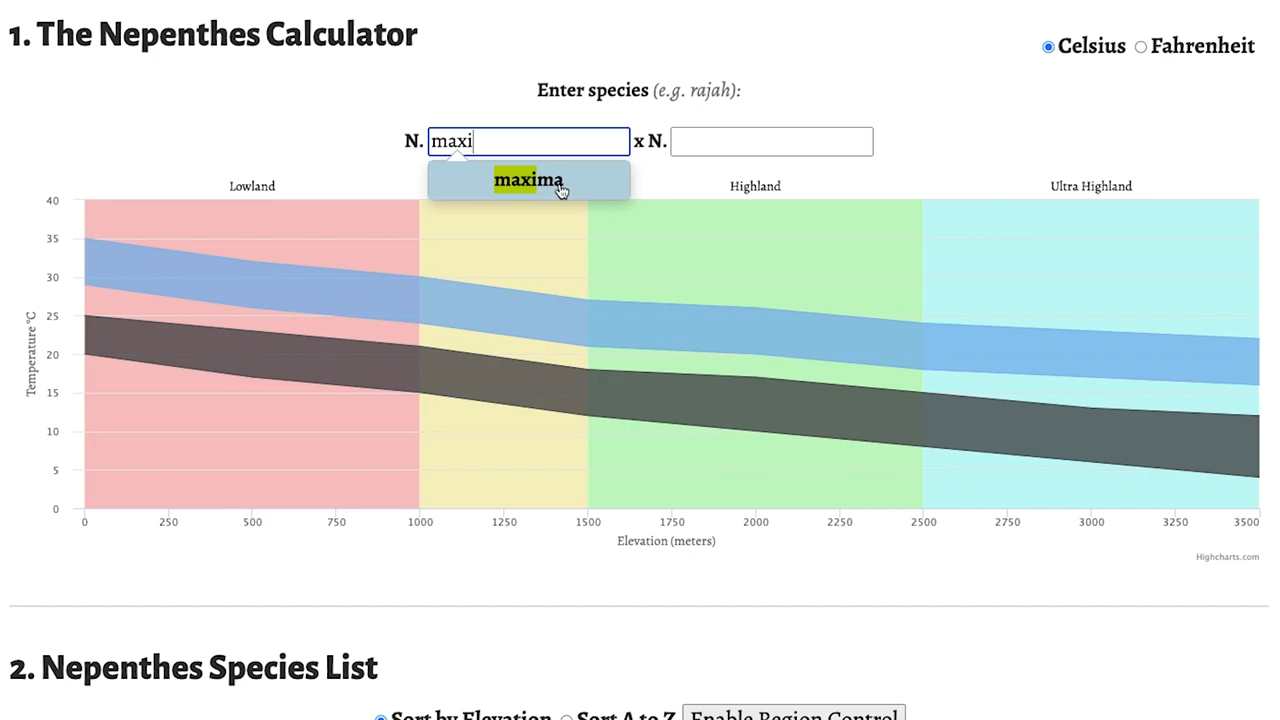 1. The Nepenthes Calculator
Celsius Fahrenheit
Enter species (e.g. rajah):
N. maxi x N.
maxima
Lowland Highland Ultra Highland
40
35
30
25
20
15
10
5
0
Temperature °C
0 250 500 750 1000 1250 1500 1750 2000 2250 2500 2750 3000 3250 3500
Elevation (meters)
Highcharts.com
2. Nepenthes Species List
Sort by Elevation Sort A to Z Enable Region Control